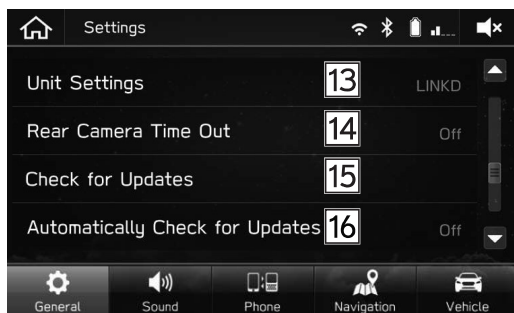 Settings
Unit Settings 13 LINKD
Rear Camera Time Out 14 Off
Check for Updates 15
Automatically Check for Updates 16 Off
General Sound Phone Navigation Vehicle